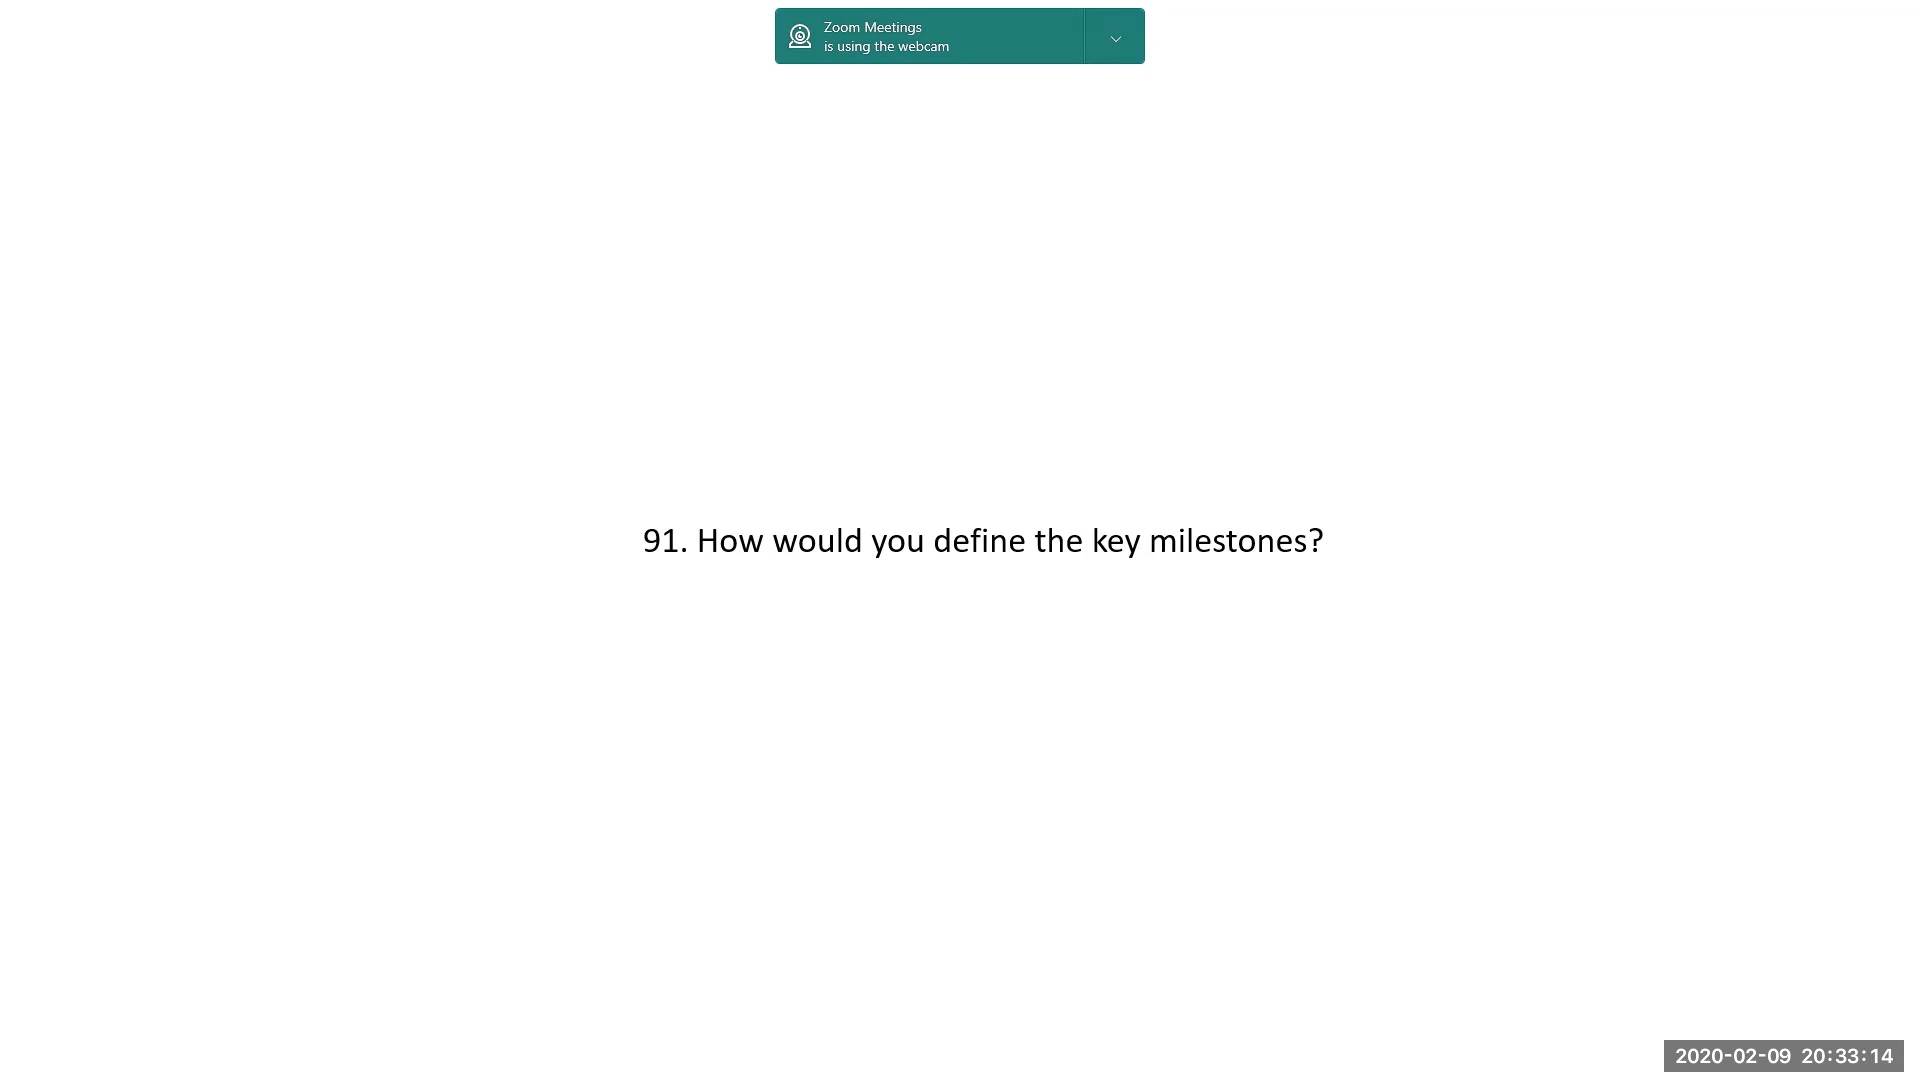 Zoom Meetings
is using the webcam
91. How would you define the key milestones?
2020-02-09 20:33:14